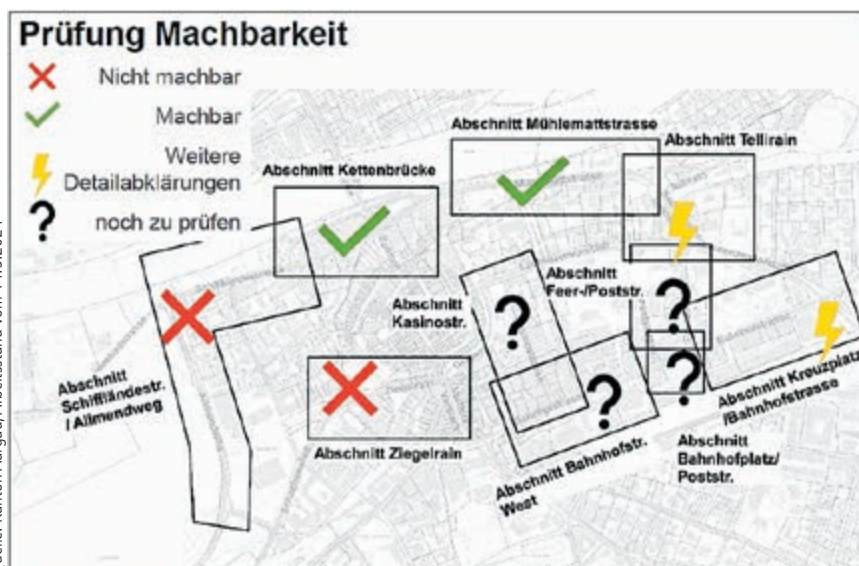 Prüfung Machbarkeit
Nicht machbar
Machbar
Weitere
Detailabklärungen
noch zu prüfen
Abschnitt Mühlemattstrasse
Abschnitt Tellirain
Abschnitt Kettenbrücke
Abschnitt
Feer-/Poststr.
Abschnitt
Kasinostr.
Abschnitt
Schiffländestr.
/Allmendweg
Abschnitt Ziegelrain
Abschnitt Bahnhofstr.
West
Abschnitt Kreuzplatz
/Bahnhofstrasse
Abschnitt
Bahnhofplatz/
Poststr.